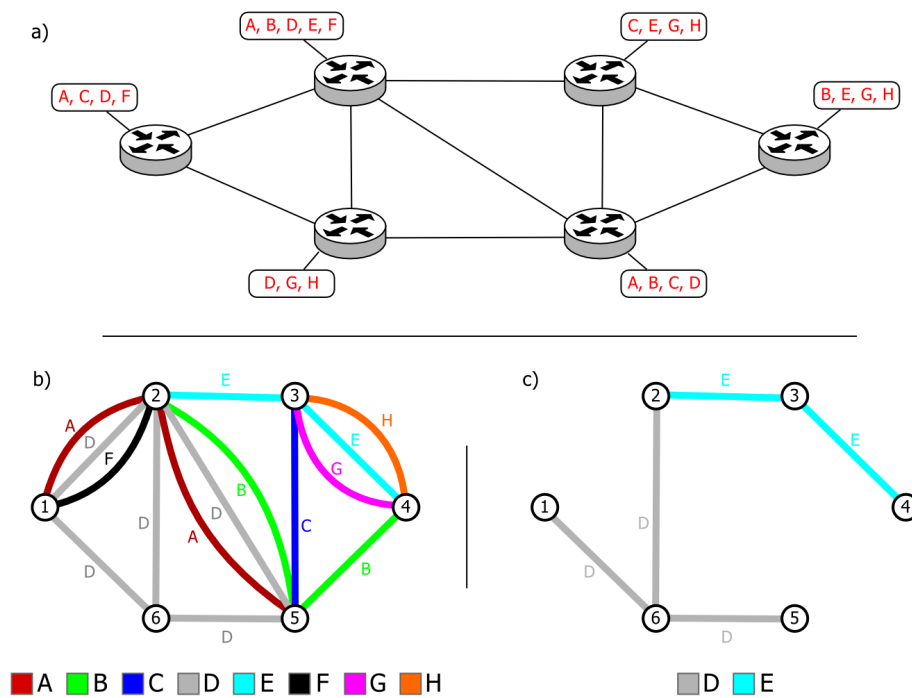 a)
A, B, D, E, F
C, E, G, H
A, C, D, F
B, E, G, H
D, G, H
A, B, C, D
b)
2
E
3
A
D
F
H
E
G
1
B
D
4
D
A
C
D
B
6
D
5
A B C D E F G H
c)
2
E
3
E
1
4
D
D
6
D
5
D E